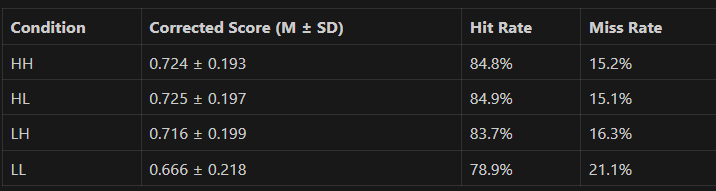 Condition Corrected Score (M ± SD) Hit Rate Miss Rate
HH 0.724 ± 0.193 84.8% 15.2%
HL 0.725 ± 0.197 84.9% 15.1%
LH 0.716 ± 0.199 83.7% 16.3%
LL 0.666 ± 0.218 78.9% 21.1%